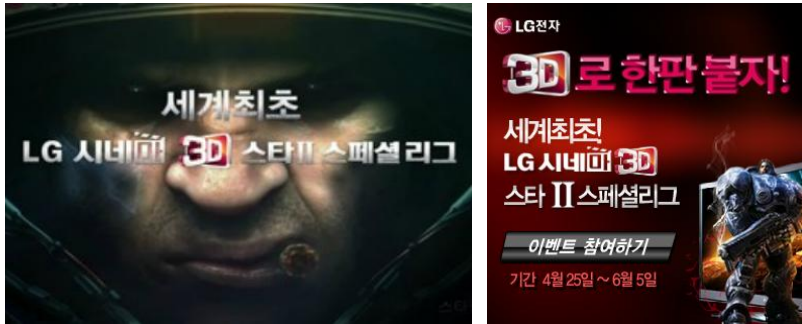 세계최초
LG 시네마 3D 스타II 스페셜리그
스타
LG전자
3D로 한판 붙자!
세계최초!
LG 시네마 3D
스타 II 스페셜리그
이벤트 참여하기
기간 4월 25일 ~ 6월 5일